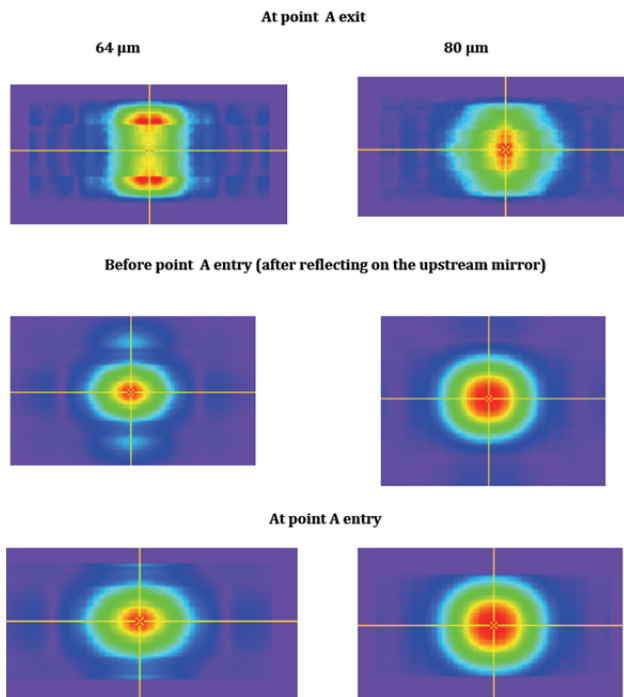 At point A exit
64 µm
80 µm
Before point A entry (after reflecting on the upstream mirror)
At point A entry